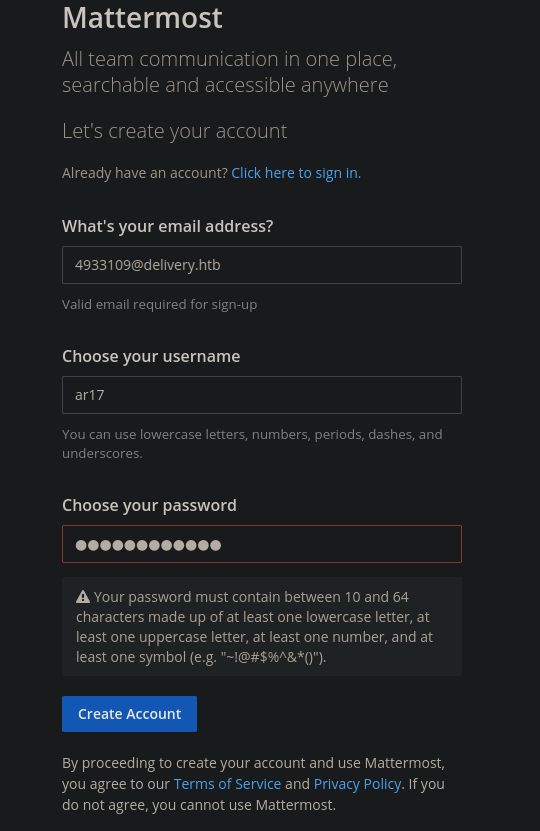 Mattermost
All team communication in one place,
searchable and accessible anywhere
Let's create your account
Already have an account? Click here to sign in.
What's your email address?
4933109@delivery.htb
Valid email required for sign-up
Choose your username
ar17
You can use lowercase letters, numbers, periods, dashes, and
underscores.
Choose your password
●●●●●●●●●●●●
Your password must contain between 10 and 64
characters made up of at least one lowercase letter, at
least one uppercase letter, at least one number, and at
least one symbol (e.g. "~!@#$%^&*()").
Create Account
By proceeding to create your account and use Mattermost,
you agree to our Terms of Service and Privacy Policy. If you
do not agree, you cannot use Mattermost.